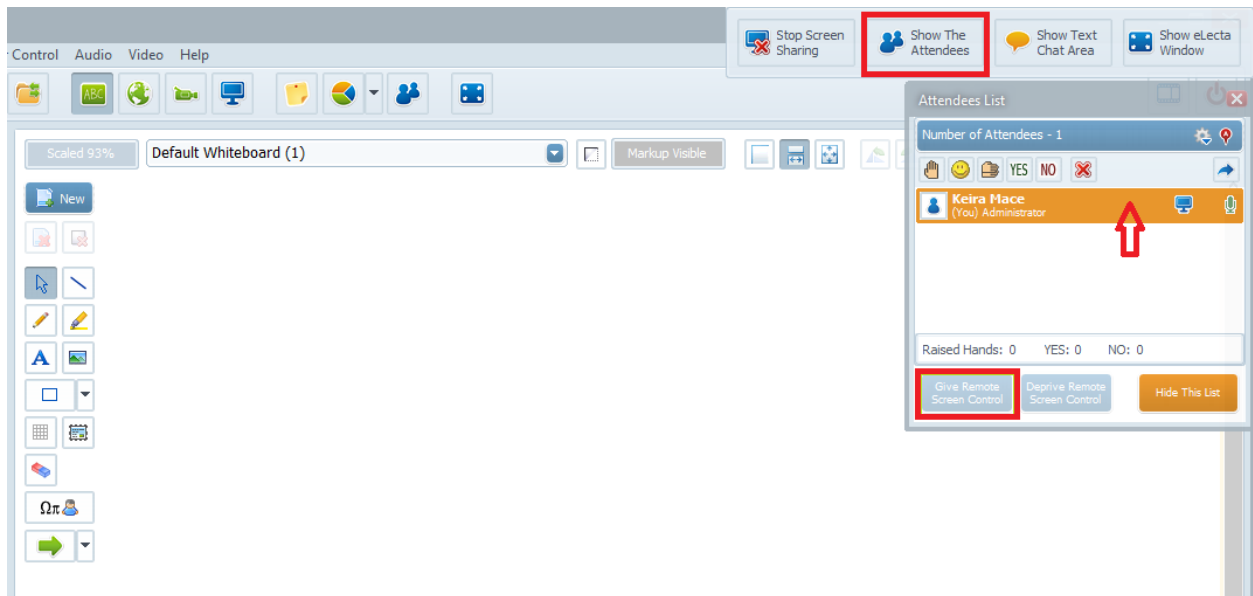 Stop Screen
Sharing
Show The
Attendees
Show Text
Chat Area
Show eLecta
Window
Control Audio Video Help
ABC
Attendees List
Number of Attendees - 1
A
YES NO
Scaled 93%
Default Whiteboard (1)
Markup Visible
New
Keira Mace
(You) Administrator
A
Raised Hands: 0 YES: 0 NO: 0
Give Remote
Screen Control
Deprive Remote
Screen Control
Hide This List
Ωπ